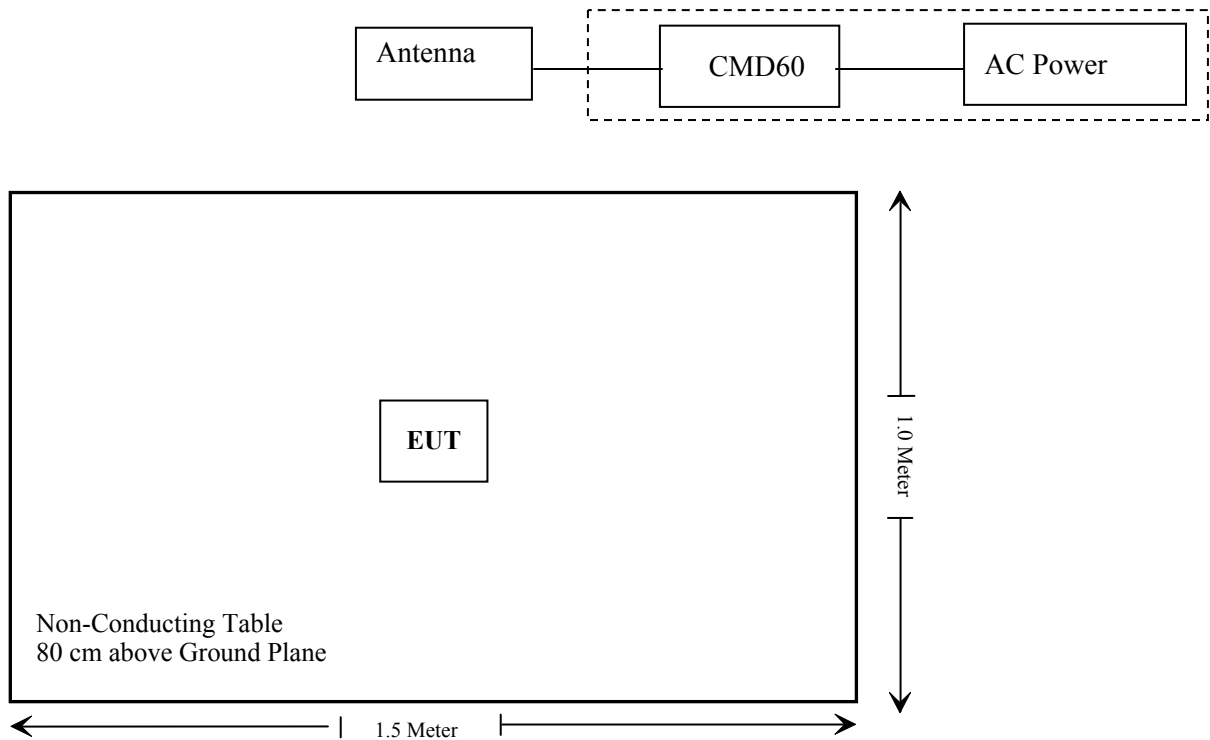 Antenna
CMD60
AC Power
EUT
1.0 Meter
Non-Conducting Table
80 cm above Ground Plane
1.5 Meter